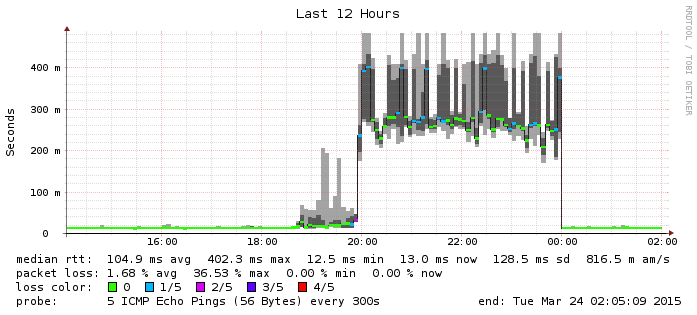 Last 12 Hours
RRDTOOL / TOBI OETIKER
Seconds
400 m
300 m
200 m
100 m
0
16:00 18:00 20:00 22:00 00:00 02:00
median rtt: 104.9 ms avg 402.3 ms max 12.5 ms min 13.0 ms now 128.5 ms sd 816.5 m am/s
packet loss: 1.68 % avg 36.53 % max 0.00 % min 0.00 % now
loss color: 0 1/5 2/5 3/5 4/5
probe: 5 ICMP Echo Pings (56 Bytes) every 300s end: Tue Mar 24 02:05:09 2015